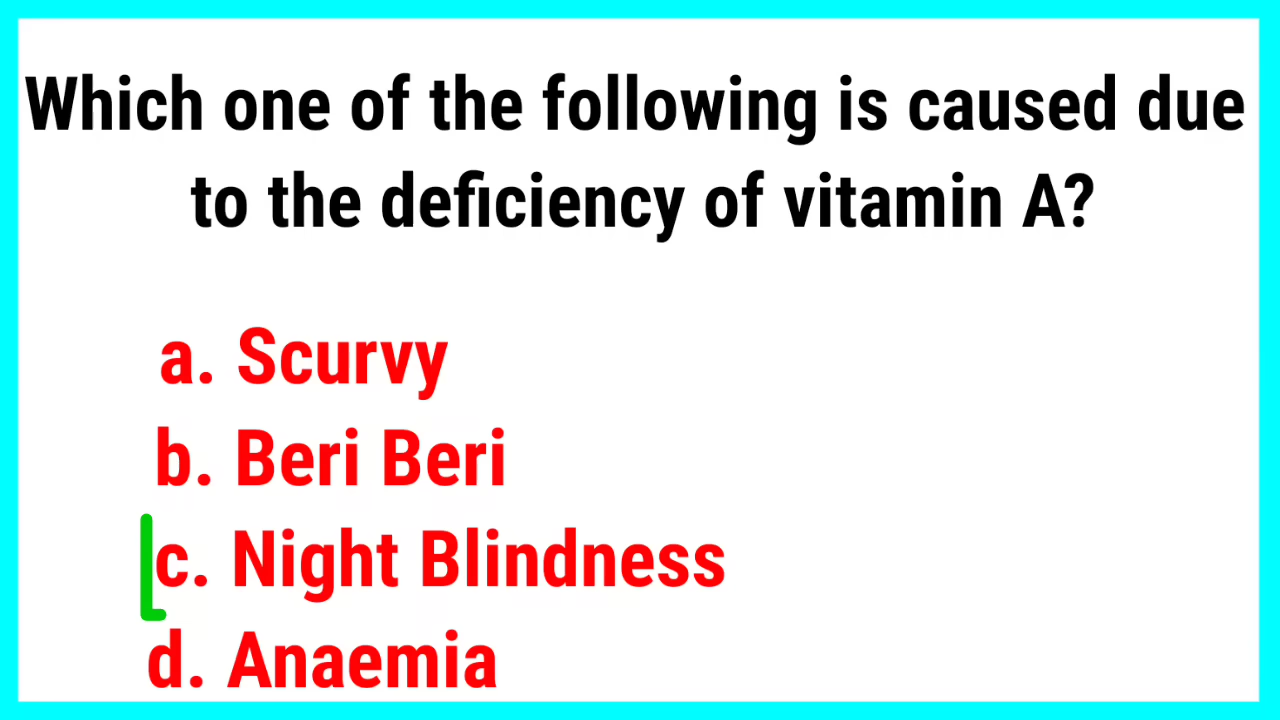 Which one of the following is caused due
to the deficiency of vitamin A?
a. Scurvy
b. Beri Beri
c. Night Blindness
d. Anaemia